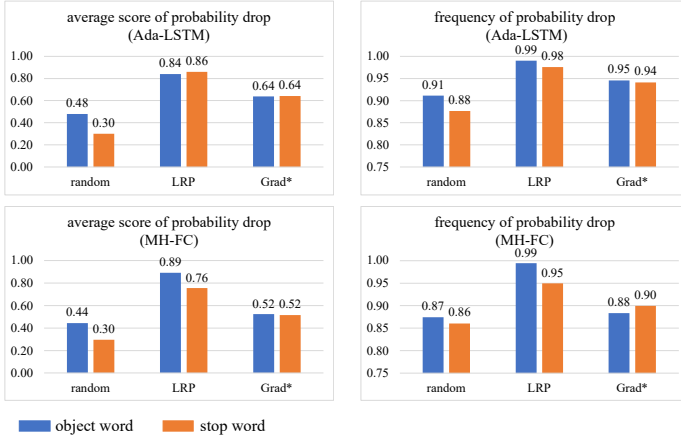 average score of probability drop
(Ada-LSTM)
1.00
0.80
0.60
0.40
0.20
0.00
0.48
0.30
0.84
0.86
0.64
0.64
random
LRP
Grad*
frequency of probability drop
(Ada-LSTM)
1.00
0.95
0.90
0.85
0.80
0.75
0.91
0.88
0.99
0.98
0.95
0.94
random
LRP
Grad*
average score of probability drop
(MH-FC)
1.00
0.80
0.60
0.40
0.20
0.00
0.44
0.30
0.89
0.76
0.52
0.52
random
LRP
Grad*
frequency of probability drop
(MH-FC)
1.00
0.95
0.90
0.85
0.80
0.75
0.87
0.86
0.99
0.95
0.88
0.90
random
LRP
Grad*
object word
stop word